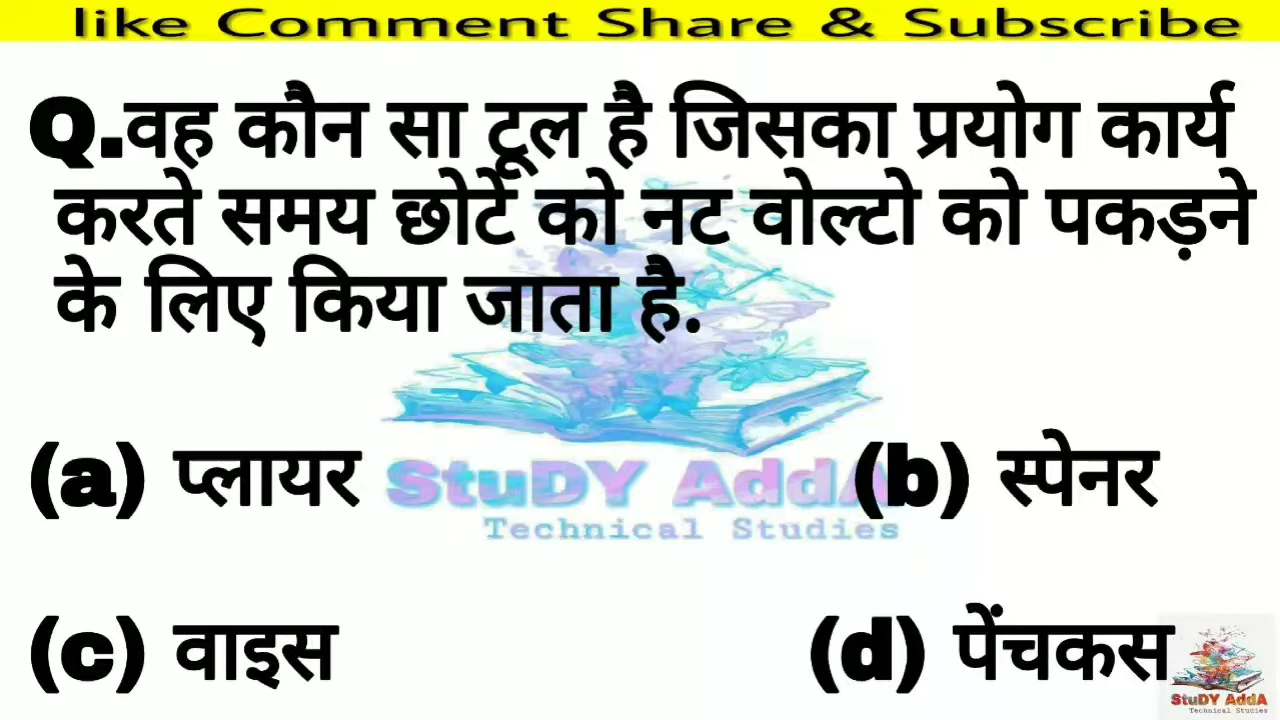 like Comment Share & Subscribe
Q.वह कौन सा टूल है जिसका प्रयोग कार्य
करते समय छोटे को नट वोल्टो को पकड़ने
के लिए किया जाता है.
(a) प्लायर
(b) स्पेनर
StuDY AddA
Technical Studies
(c) वाइस
(d) पेंचकस
StuDY AddA
Technical Studies